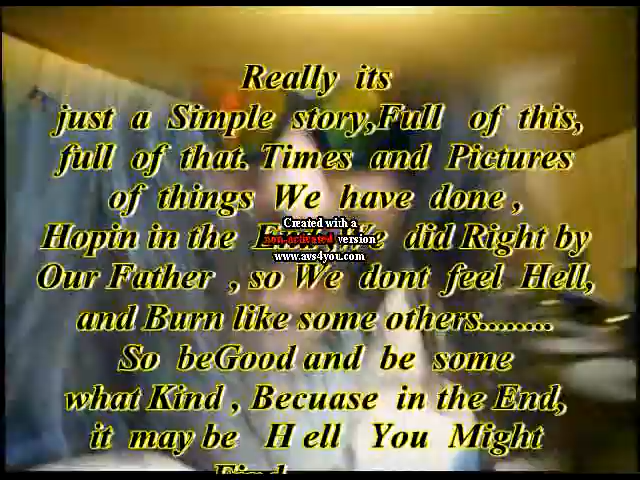 Really its
just a Simple story,Full of this,
full of that. Times and Pictures
of things We have done ,
Created with a
non-activated version
www.avs4you.com
Hopin in the End, We did Right by
Our Father , so We dont feel Hell,
and Burn like some others........
So beGood and be some
what Kind , Becuase in the End,
it may be H ell You Might
Find